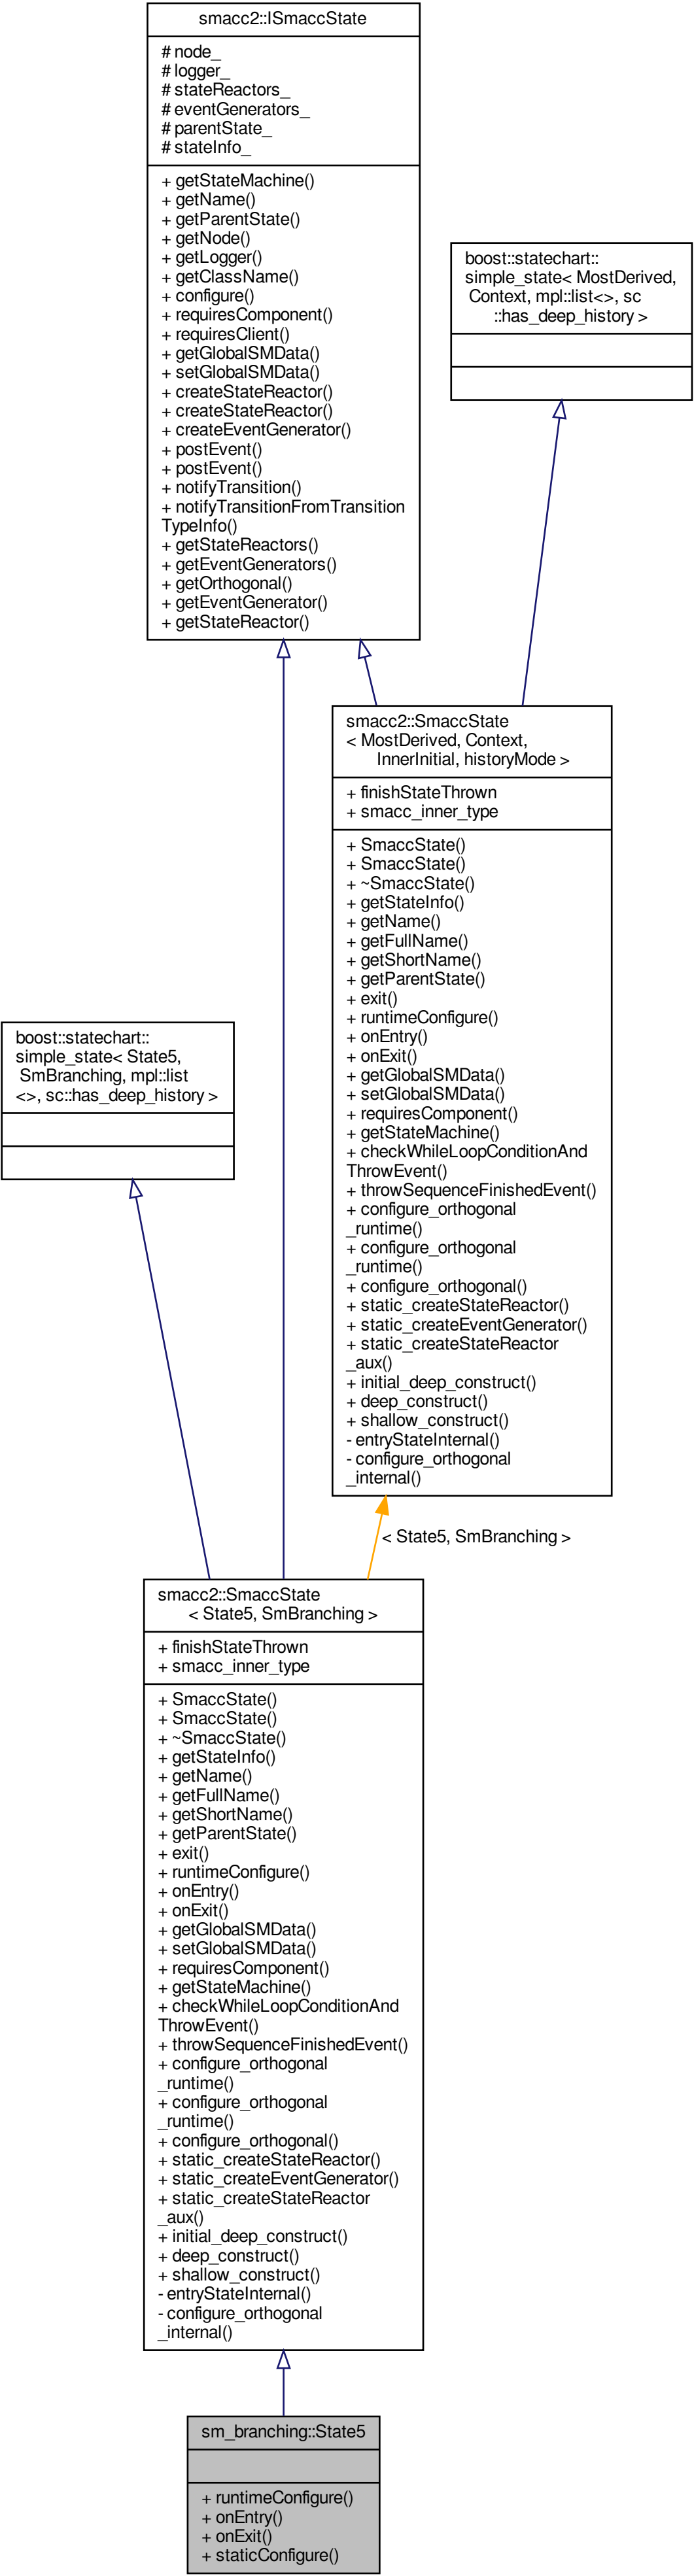 smacc2::ISmaccState
# node_
# logger_
# stateReactors_
# eventGenerators_
# parentState_
# stateInfo_
+ getStateMachine()
+ getName()
+ getParentState()
+ getNode()
+ getLogger()
+ getClassName()
+ configure()
+ requiresComponent()
+ requiresClient()
+ getGlobalSMData()
+ setGlobalSMData()
+ createStateReactor()
+ createStateReactor()
+ createEventGenerator()
+ postEvent()
+ postEvent()
+ notifyTransition()
+ notifyTransitionFromTransition
TypeInfo()
+ getStateReactors()
+ getEventGenerators()
+ getOrthogonal()
+ getEventGenerator()
+ getStateReactor()
boost::statechart::
simple_state< MostDerived,
Context, mpl::list<>, sc
::has_deep_history >
smacc2::SmaccState
< MostDerived, Context,
InnerInitial, historyMode >
+ finishStateThrown
+ smacc_inner_type
+ SmaccState()
+ SmaccState()
+ ~SmaccState()
+ getStateInfo()
+ getName()
+ getFullName()
+ getShortName()
+ getParentState()
+ exit()
+ runtimeConfigure()
+ onEntry()
+ onExit()
+ getGlobalSMData()
+ setGlobalSMData()
+ requiresComponent()
+ getStateMachine()
+ checkWhileLoopConditionAnd
ThrowEvent()
+ throwSequenceFinishedEvent()
+ configure_orthogonal
_runtime()
+ configure_orthogonal
_runtime()
+ configure_orthogonal()
+ static_createStateReactor()
+ static_createEventGenerator()
+ static_createStateReactor
_aux()
+ initial_deep_construct()
+ deep_construct()
+ shallow_construct()
- entryStateInternal()
- configure_orthogonal
_internal()
boost::statechart::
simple_state< State5,
SmBranching, mpl::list
<>, sc::has_deep_history >
< State5, SmBranching >
smacc2::SmaccState
< State5, SmBranching >
+ finishStateThrown
+ smacc_inner_type
+ SmaccState()
+ SmaccState()
+ ~SmaccState()
+ getStateInfo()
+ getName()
+ getFullName()
+ getShortName()
+ getParentState()
+ exit()
+ runtimeConfigure()
+ onEntry()
+ onExit()
+ getGlobalSMData()
+ setGlobalSMData()
+ requiresComponent()
+ getStateMachine()
+ checkWhileLoopConditionAnd
ThrowEvent()
+ throwSequenceFinishedEvent()
+ configure_orthogonal
_runtime()
+ configure_orthogonal
_runtime()
+ configure_orthogonal()
+ static_createStateReactor()
+ static_createEventGenerator()
+ static_createStateReactor
_aux()
+ initial_deep_construct()
+ deep_construct()
+ shallow_construct()
- entryStateInternal()
- configure_orthogonal
_internal()
sm_branching::State5
+ runtimeConfigure()
+ onEntry()
+ onExit()
+ staticConfigure()